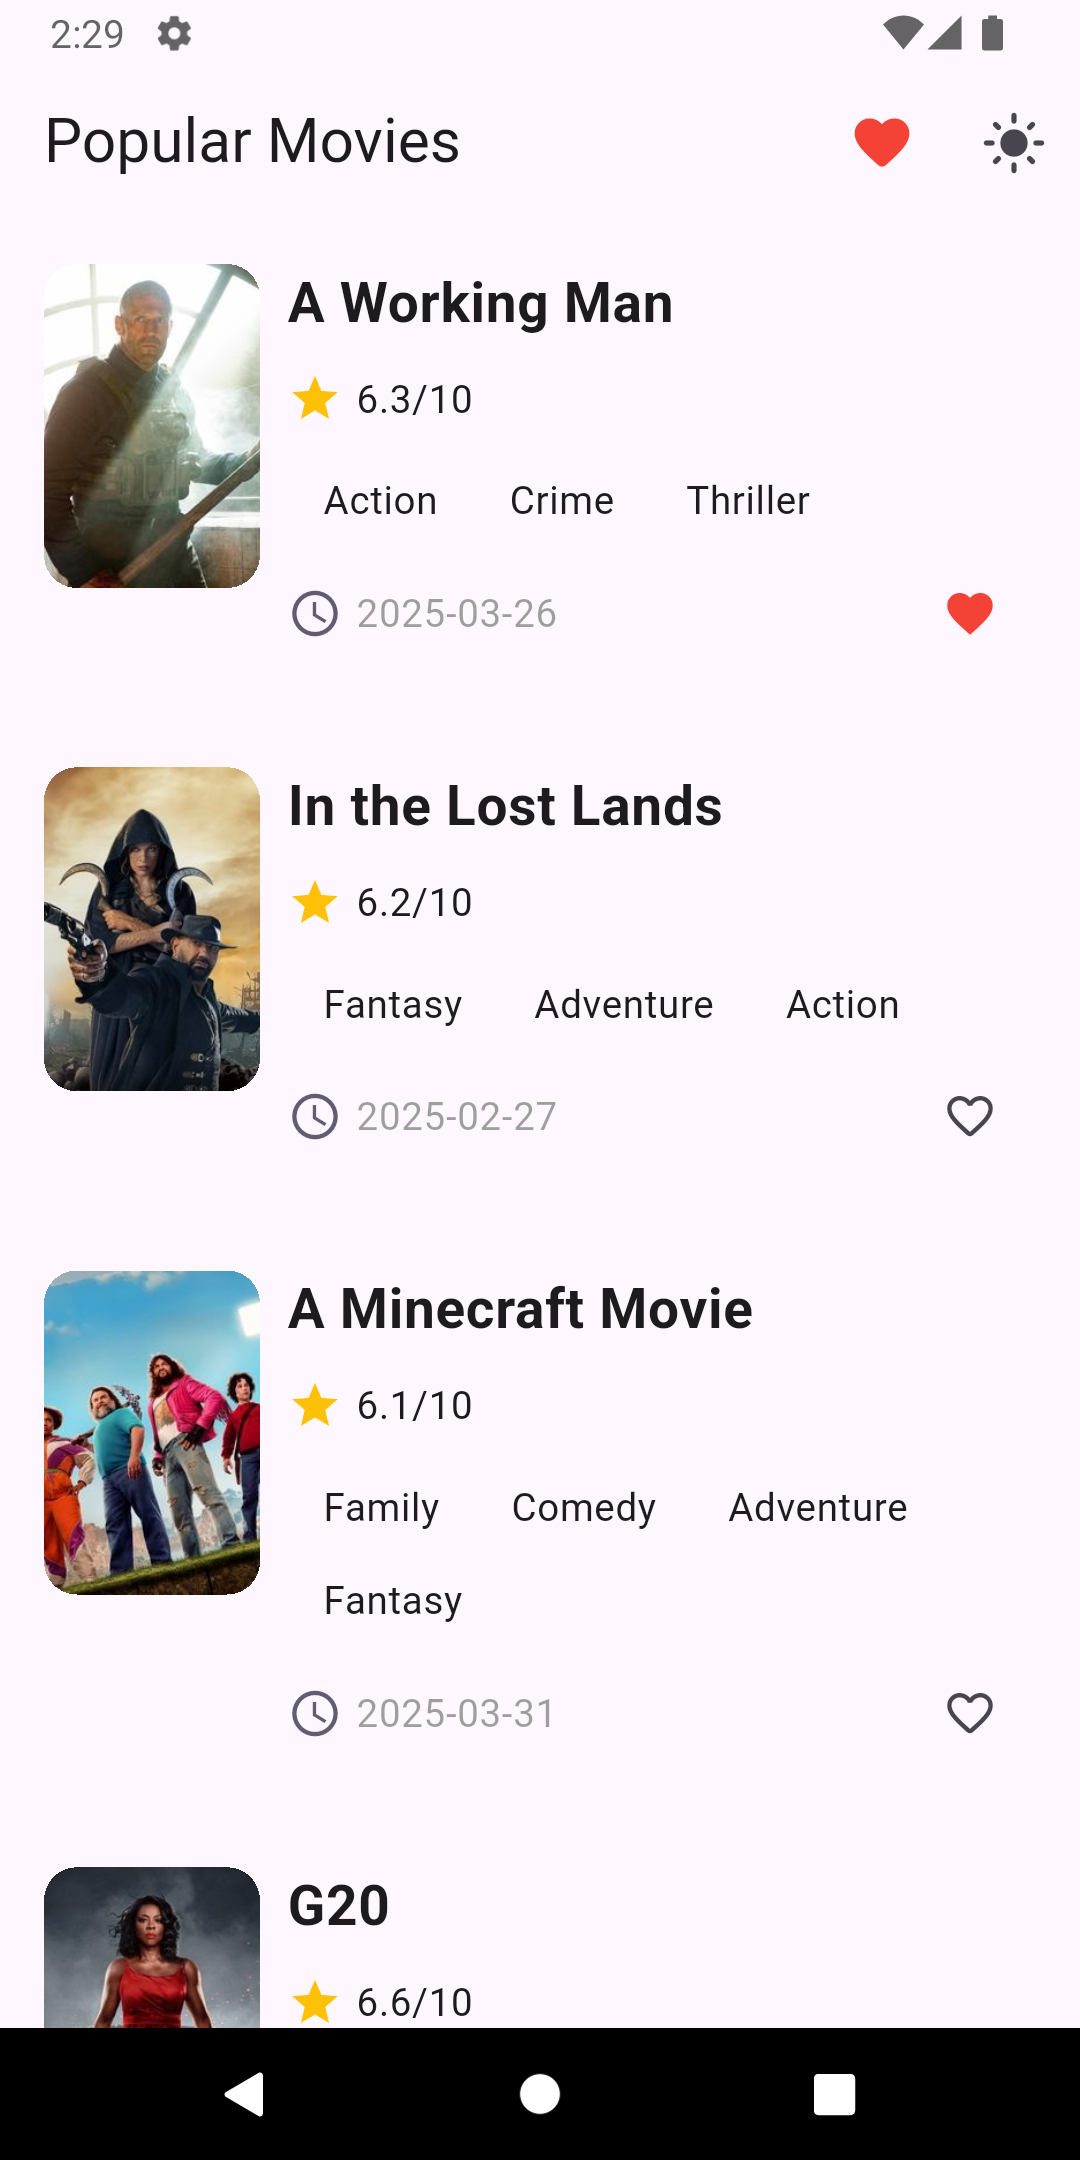 2:29
Popular Movies
A Working Man
6.3/10
Action Crime Thriller
2025-03-26
In the Lost Lands
6.2/10
Fantasy Adventure Action
2025-02-27
A Minecraft Movie
6.1/10
Family Comedy Adventure
Fantasy
2025-03-31
G20
6.6/10